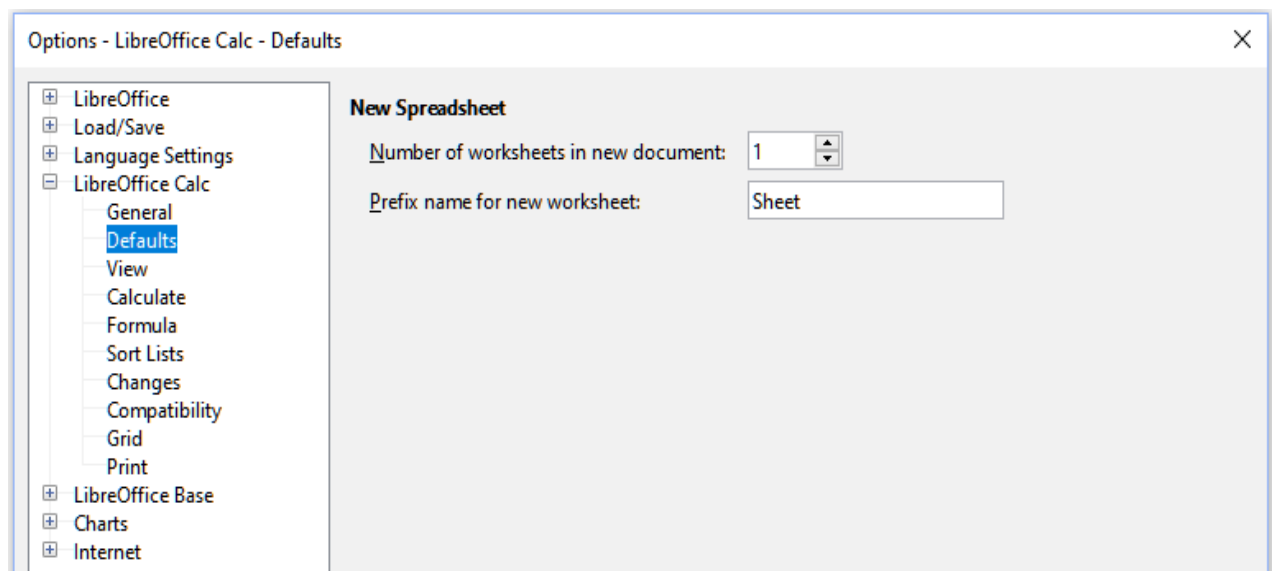 Options - LibreOffice Calc - Defaults
LibreOffice
Load/Save
Language Settings
LibreOffice Calc
General
Defaults
View
Calculate
Formula
Sort Lists
Changes
Compatibility
Grid
Print
LibreOffice Base
Charts
Internet
New Spreadsheet
Number of worksheets in new document: 1
Prefix name for new worksheet: Sheet